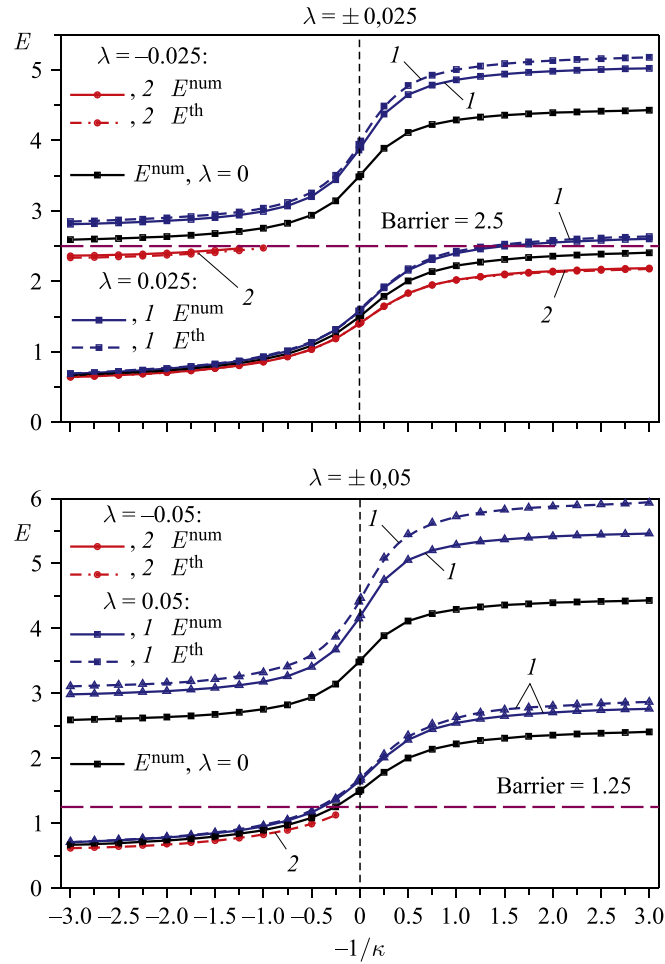 λ = ± 0,025
E
λ = –0.025:
, 2 E^num
, 2 E^th
E^num, λ = 0
λ = 0.025:
, 1 E^num
, 1 E^th
Barrier = 2.5
1
1
1
2
2
5
4
3
2
1
0
λ = ± 0,05
E
λ = –0.05:
, 2 E^num
, 2 E^th
λ = 0.05:
, 1 E^num
, 1 E^th
E^num, λ = 0
Barrier = 1.25
1
1
1
2
6
5
4
3
2
1
0
–3.0 –2.5 –2.0 –1.5 –1.0 –0.5 0 0.5 1.0 1.5 2.0 2.5 3.0
–1/κ